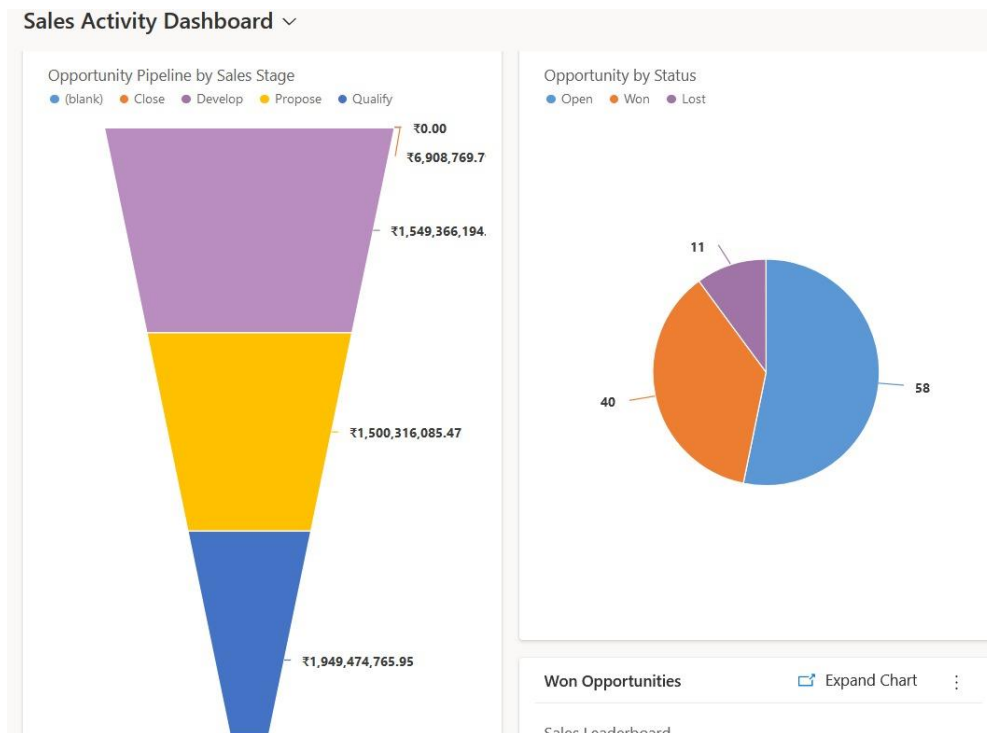 Sales Activity Dashboard
Opportunity Pipeline by Sales Stage
(blank) Close Develop Propose Qualify
₹0.00
₹6,908,769.7
₹1,549,366,194.
₹1,500,316,085.47
₹1,949,474,765.95
Opportunity by Status
Open Won Lost
11
40
58
Won Opportunities Expand Chart
Sales Leaderboard